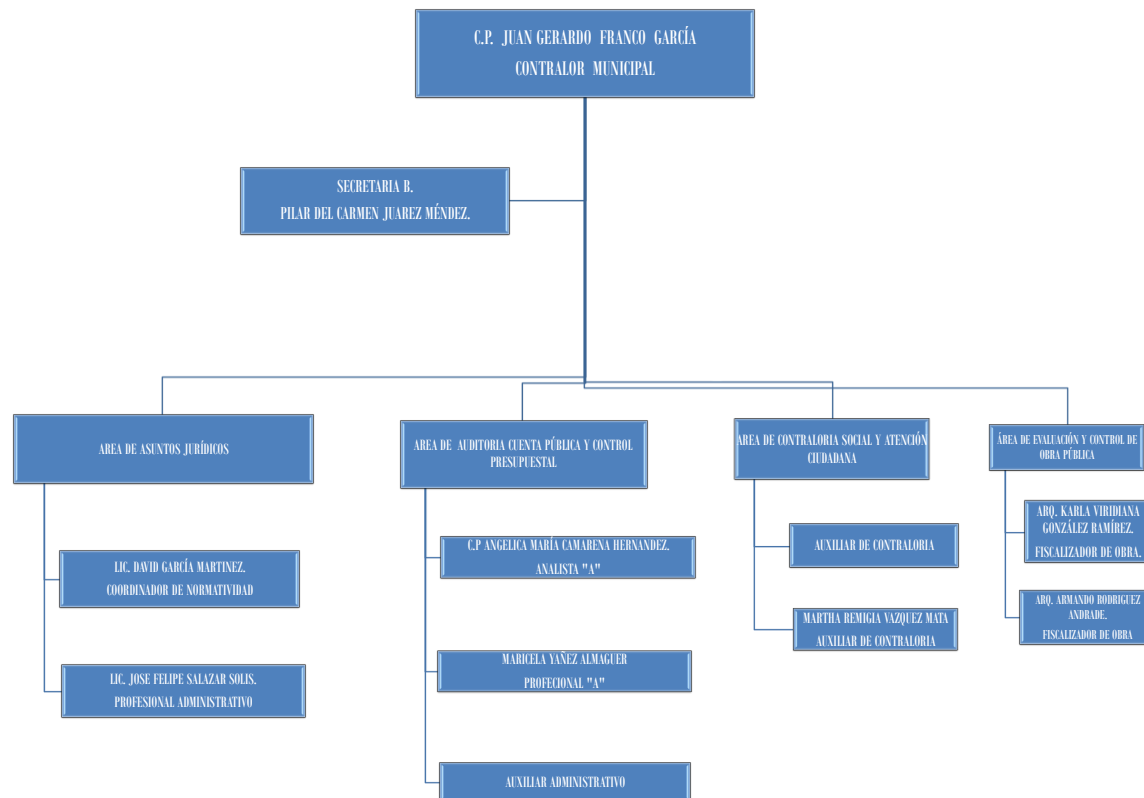 C.P. JUAN GERARDO FRANCO GARCÍA
CONTRALOR MUNICIPAL
SECRETARIA B.
PILAR DEL CARMEN JUAREZ MÉNDEZ.
AREA DE ASUNTOS JURÍDICOS
LIC. DAVID GARCÍA MARTINEZ.
COORDINADOR DE NORMATIVIDAD
LIC. JOSE FELIPE SALAZAR SOLIS.
PROFESIONAL ADMINISTRATIVO
AREA DE AUDITORIA CUENTA PÚBLICA Y CONTROL
PRESUPUESTAL
C.P ANGELICA MARÍA CAMARENA HERNANDEZ.
ANALISTA "A"
MARICELA YAÑEZ ALMAGUER
PROFECIONAL "A"
AUXILIAR ADMINISTRATIVO
AREA DE CONTRALORIA SOCIAL Y ATENCIÓN
CIUDADANA
AUXILIAR DE CONTRALORIA
MARTHA REMIGIA VAZQUEZ MATA
AUXILIAR DE CONTRALORIA
ÁREA DE EVALUACIÓN Y CONTROL DE
OBRA PÚBLICA
ARQ. KARLA VIRIDIANA
GONZÁLEZ RAMÍREZ.
FISCALIZADOR DE OBRA.
ARQ. ARMANDO RODRIGUEZ
ANDRADE.
FISCALIZADOR DE OBRA